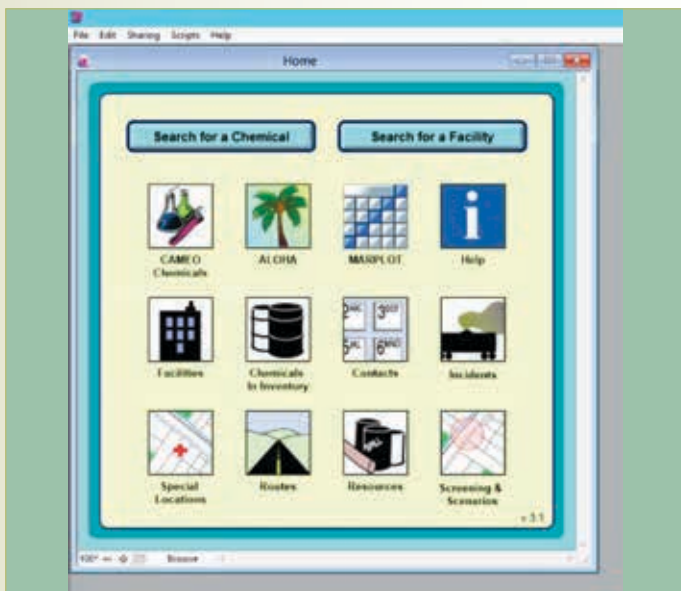 File Edit Sharing Scripts Help
Home
Search for a Chemical Search for a Facility
CAMEO Chemicals
ALOHA
MARPLOT
Help
Facilities
Chemicals In Inventory
Contacts
Incidents
Special Locations
Routes
Resources
Screening & Scenarios
v 3.1
100% Browse